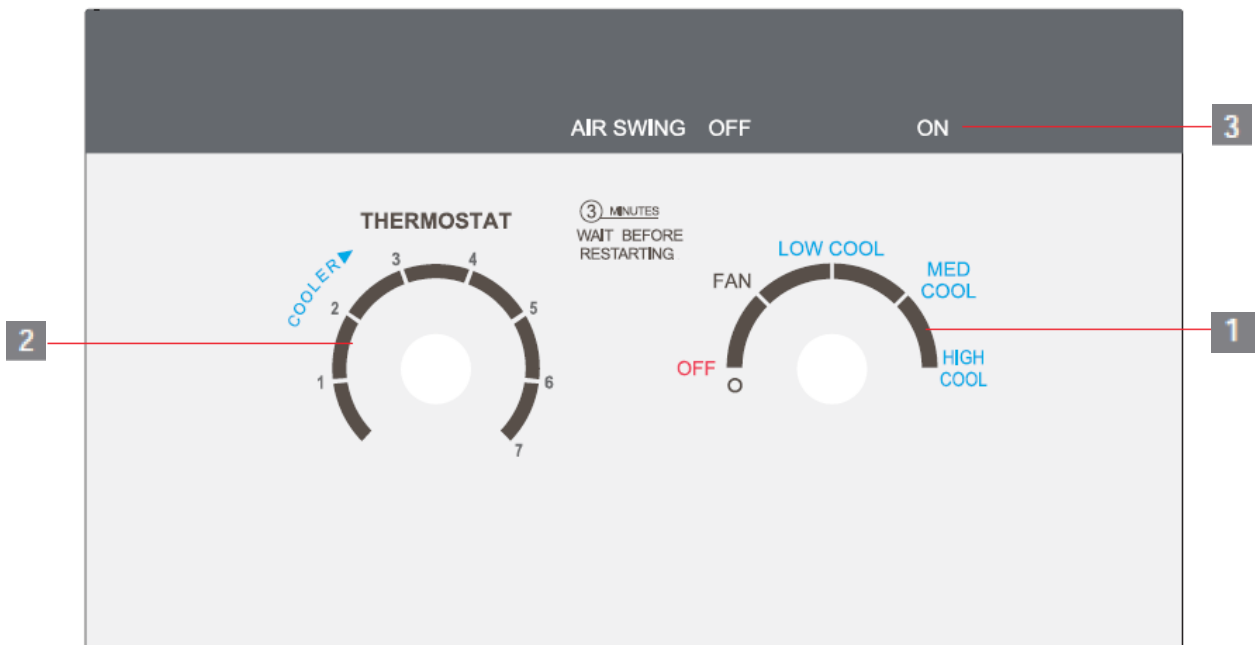 AIR SWING OFF ON
3
THERMOSTAT
3 MINUTES
WAIT BEFORE
RESTARTING
COOLER
1
2
3
4
5
6
7
2
OFF
O
FAN
LOW COOL
MED
COOL
HIGH
COOL
1